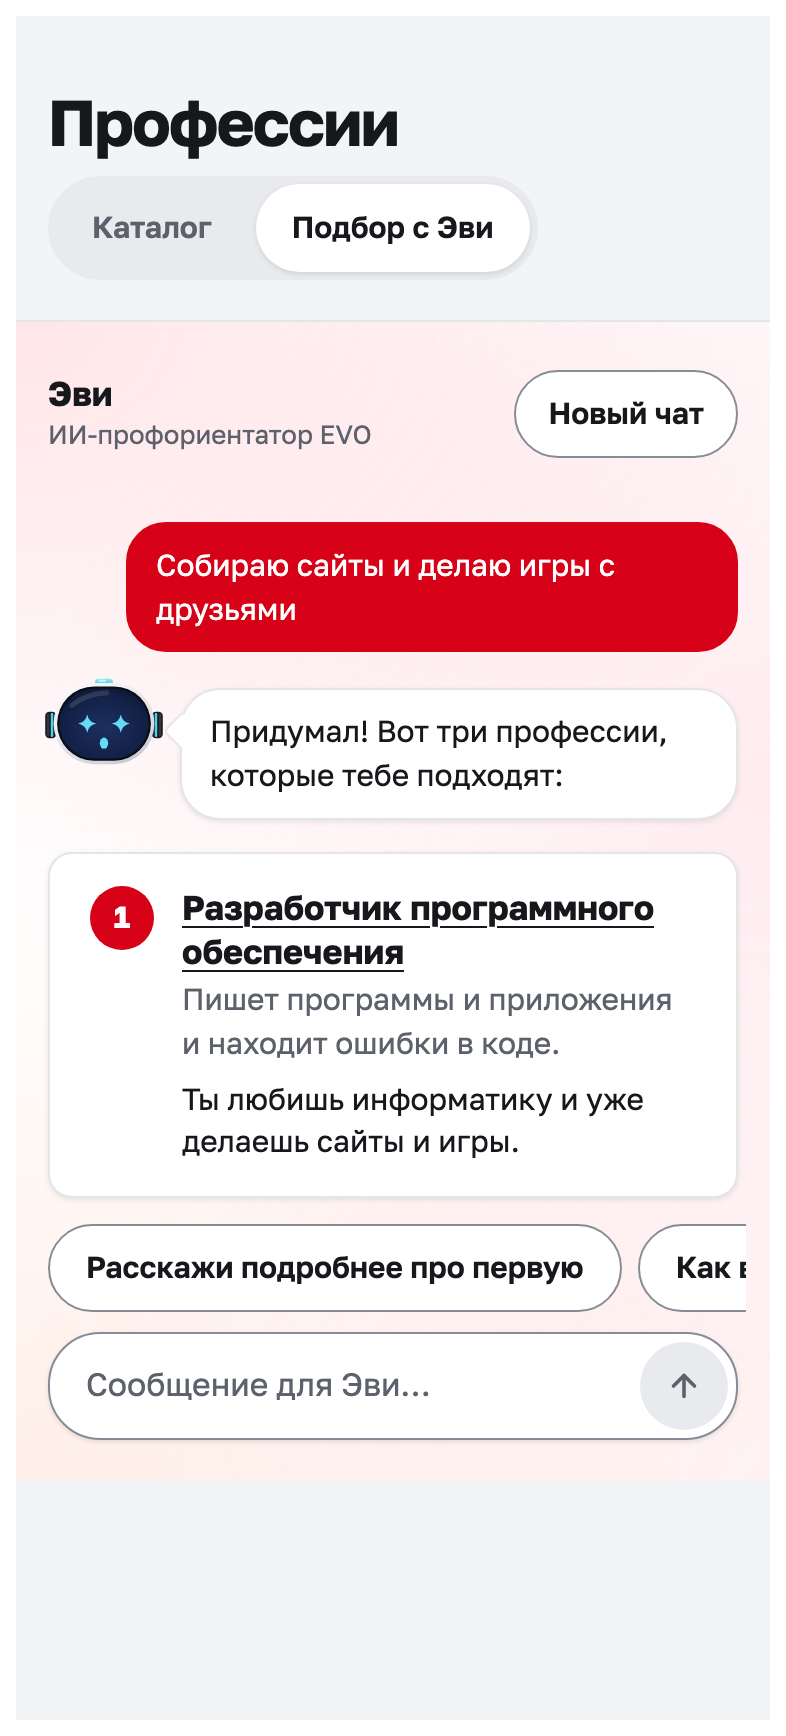 Профессии
Каталог
Подбор с Эви
Эви
ИИ-профориентатор EVO
Новый чат
Собираю сайты и делаю игры с
друзьями
Придумал! Вот три профессии,
которые тебе подходят:
1
Разработчик программного
обеспечения
Пишет программы и приложения
и находит ошибки в коде.
Ты любишь информатику и уже
делаешь сайты и игры.
Расскажи подробнее про первую
Как
Сообщение для Эви...